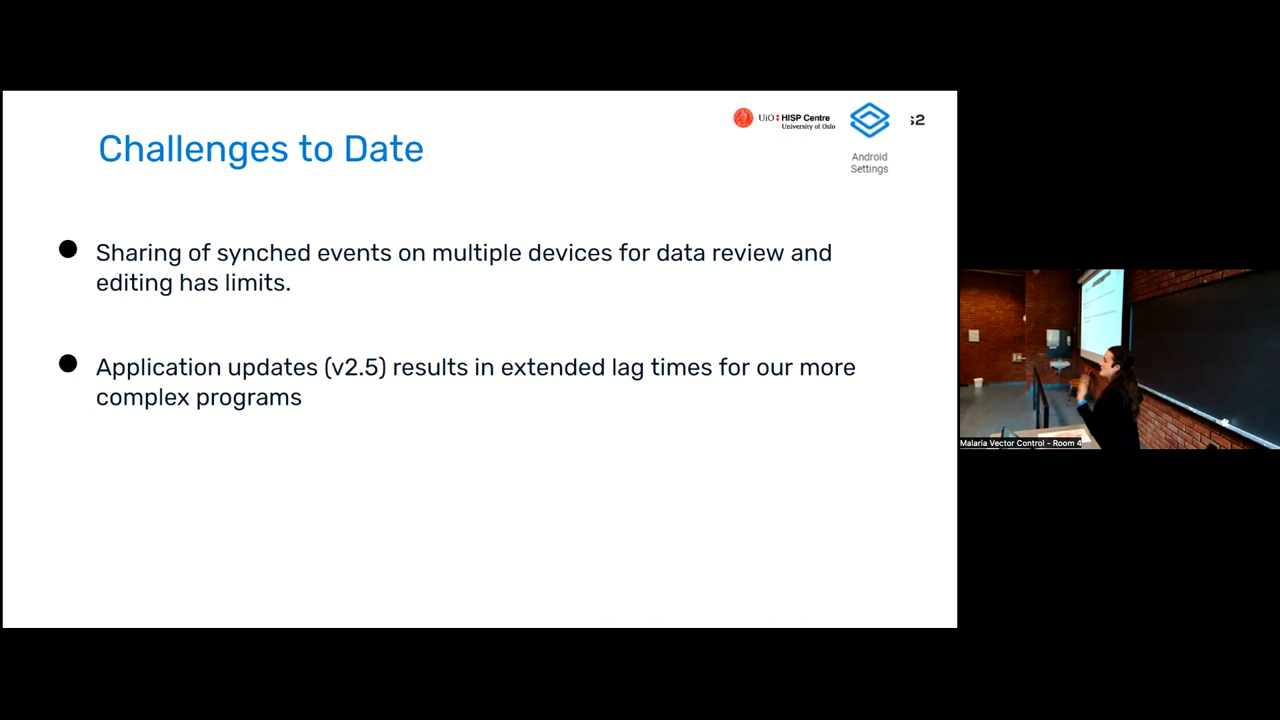 Challenges to Date
UiO HISP Centre
University of Oslo
s2
Android
Settings
Sharing of synched events on multiple devices for data review and
editing has limits.
Application updates (v2.5) results in extended lag times for our more
complex programs
Malaria Vector Control - Room 4